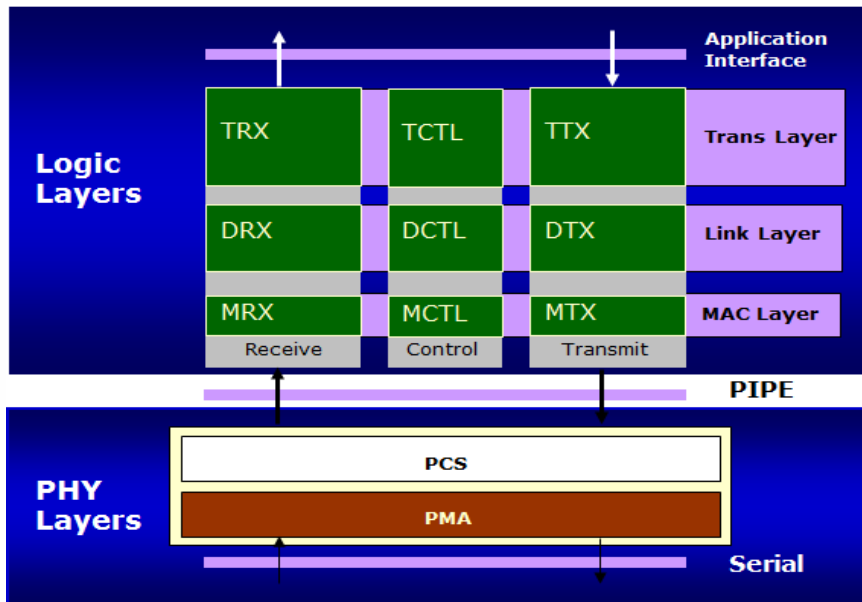 Application
Interface
TRX
TCTL
TTX
Trans Layer
Logic
Layers
DRX
DCTL
DTX
Link Layer
MRX
MCTL
MTX
MAC Layer
Receive
Control
Transmit
PIPE
PCS
PHY
Layers
PMA
Serial